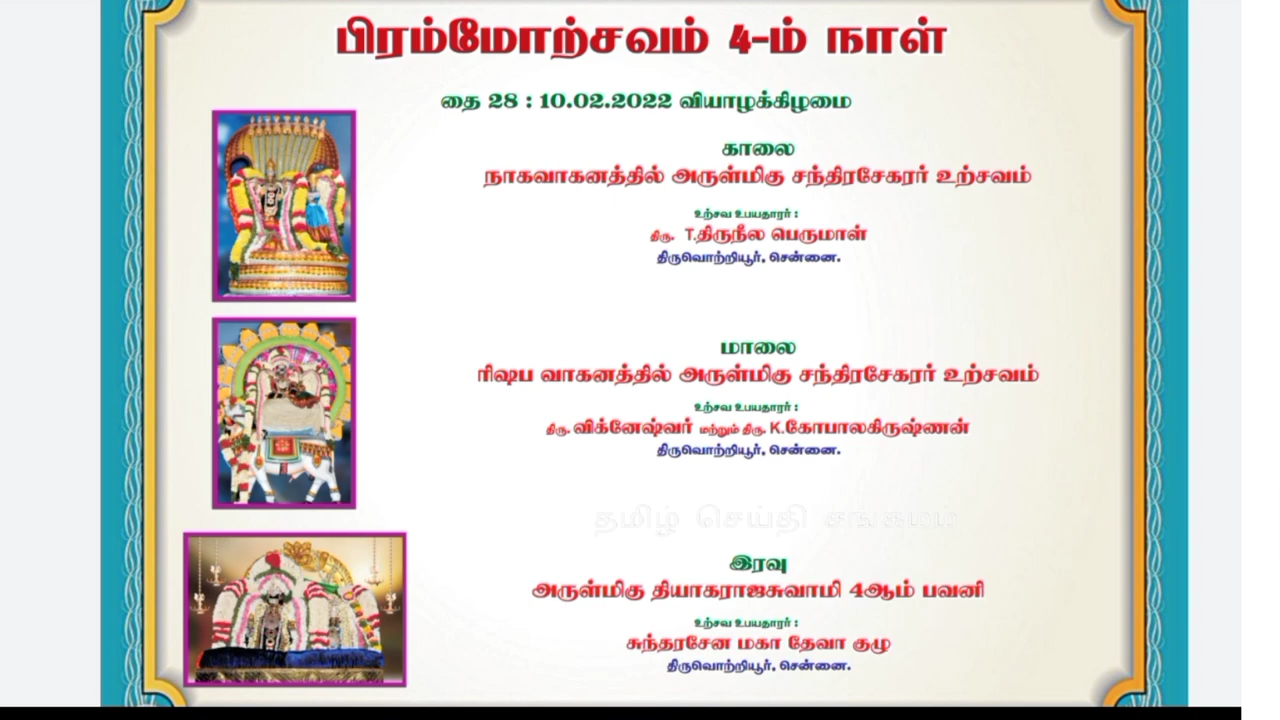 பிரம்மோற்சவம் 4-ம் நாள்
தை 28 : 10.02.2022 வியாழக்கிழமை
காலை
நாகவாகனத்தில் அருள்மிகு சந்திரசேகரர் உற்சவம்
உற்சவ உபயதாரர் :
திரு. T.திருநீல பெருமாள்
திருவொற்றியூர், சென்னை.
மாலை
ரிஷப வாகனத்தில் அருள்மிகு சந்திரசேகரர் உற்சவம்
உற்சவ உபயதாரர் :
திரு. விக்னேஷ்வர் மற்றும் திரு. K.கோபாலகிருஷ்ணன்
திருவொற்றியூர், சென்னை.
தமிழ் செய்தி சங்கமம்
இரவு
அருள்மிகு தியாகராஜசுவாமி 4ஆம் பவனி
உற்சவ உபயதாரர் :
சுந்தரசேன மகா தேவா குழு
திருவொற்றியூர், சென்னை.